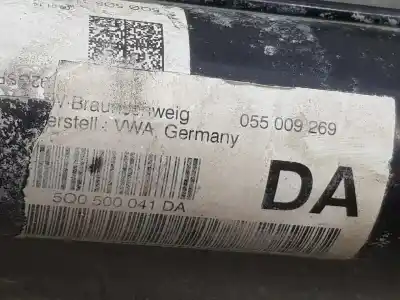 V-Braunschweig
erstell.: VWA, Germany
055 009 269
DA
5Q0 500 041 DA